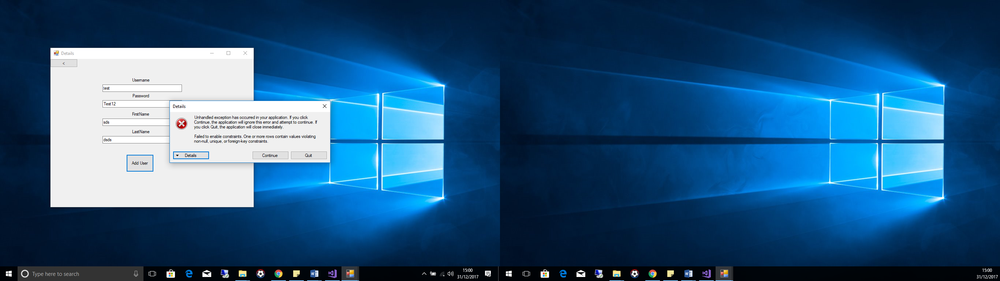 Details
<
Username
test
Password
Test12
FirstName
sds
LastName
dsds
Add User
Details
Unhandled exception has occurred in your application. If you click
Continue, the application will ignore this error and attempt to continue. If
you click Quit, the application will close immediately.
Failed to enable constraints. One or more rows contain values violating
non-null, unique, or foreign-key constraints.
Details
Continue
Quit
Type here to search
15:00
31/12/2017
15:00
31/12/2017